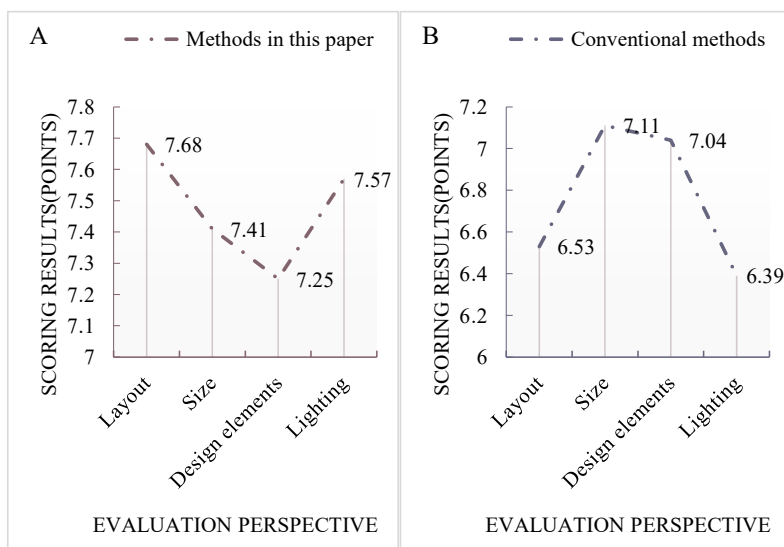 A
Methods in this paper
SCORING RESULTS(POINTS)
7.8
7.7
7.6
7.5
7.4
7.3
7.2
7.1
7
7.68
7.41
7.25
7.57
Layout
Size
Design elements
Lighting
EVALUATION PERSPECTIVE
B
Conventional methods
SCORING RESULTS(POINTS)
7.2
7
6.8
6.6
6.4
6.2
6
6.53
7.11
7.04
6.39
Layout
Size
Design elements
Lighting
EVALUATION PERSPECTIVE